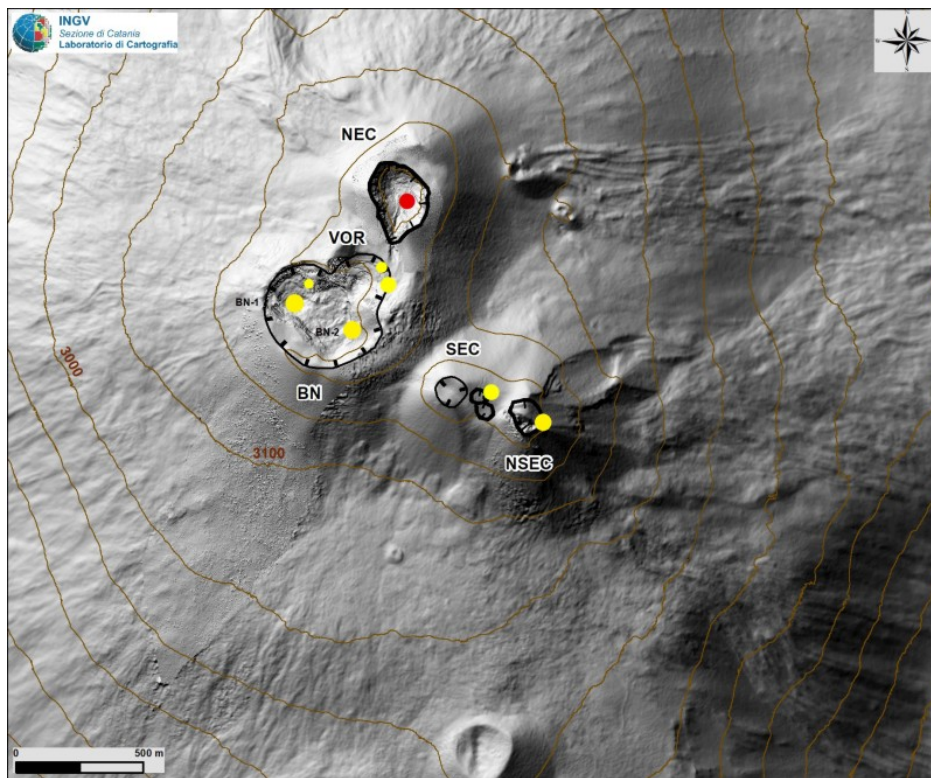 INGV
Sezione di Catania
Laboratorio di Cartografia
NEC
VOR
BN-1
BN-2
SEC
BN
3000
3100
NSEC
0
500 m